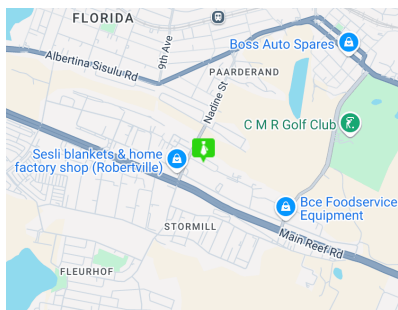 FLORIDA
9th Ave
Boss Auto Spares
Albertina Sisulu Rd
PAARDERAND
Nadine St
C M R Golf Club
Sesli blankets & home
factory shop (Robertville)
Bce Foodservice
Equipment
STORMILL
Main Reef Rd
FLEURHOF